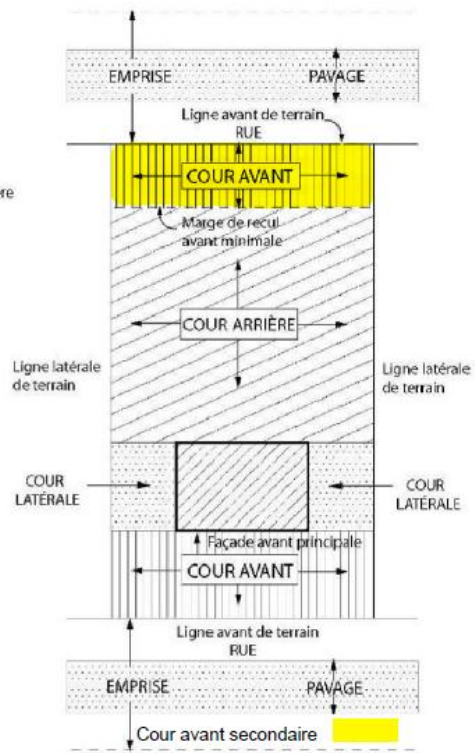 EMPRISE
PAVAGE
Ligne avant de terrain
RUE
COUR AVANT
Marge de recul
avant minimale
COUR ARRIÈRE
Ligne latérale
de terrain
Ligne latérale
de terrain
COUR
LATÉRALE
COUR
LATÉRALE
Façade avant principale
COUR AVANT
Ligne avant de terrain
RUE
EMPRISE
PAVAGE
Cour avant secondaire